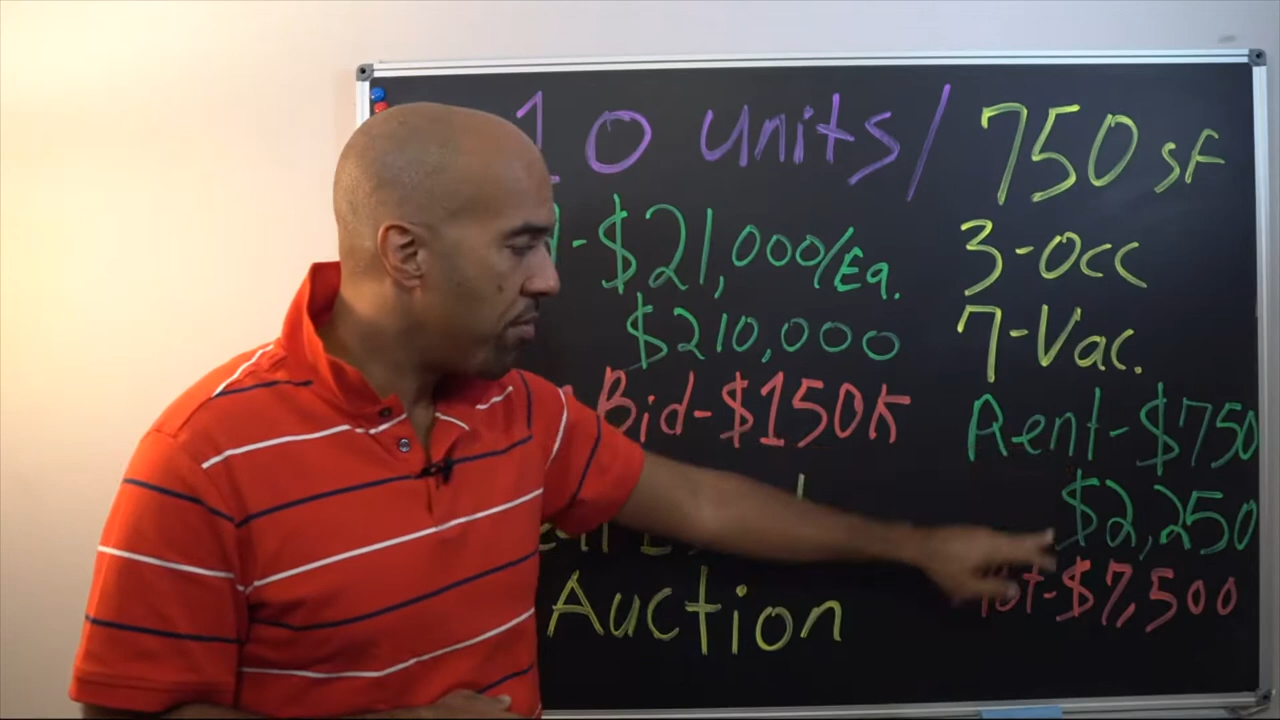 10 units/ 750 SF
$21,000/Ea.
$210,000
Bid-$150K
Auction
3-Occ
7-Vac.
Rent-$750
$2,250
$7,500